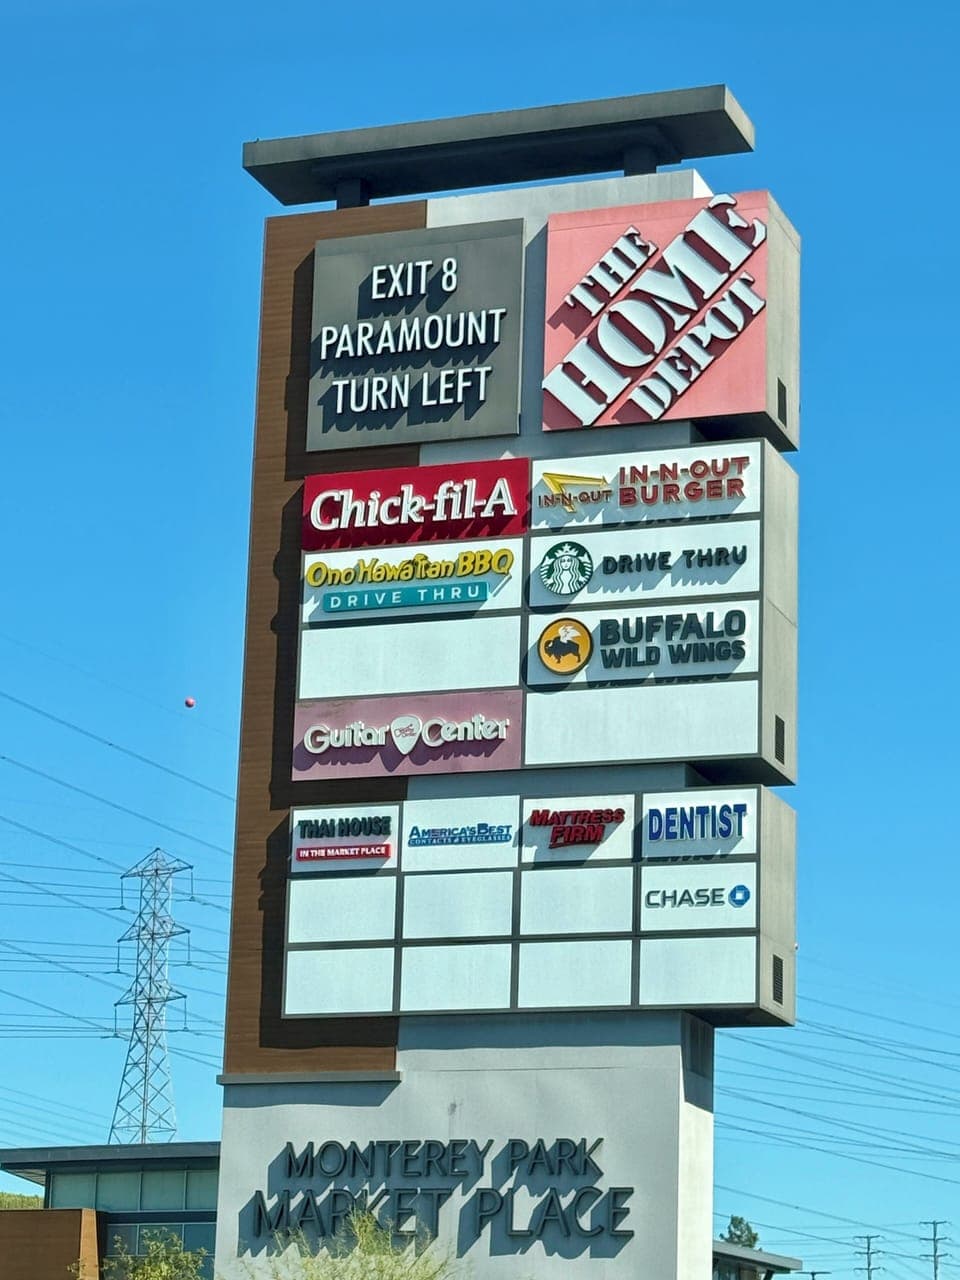 EXIT 8
PARAMOUNT
TURN LEFT
THE
HOME
DEPOT
Chick-fil-A
IN-N-OUT
IN-N-OUT
BURGER
Ono Hawaiian BBQ
DRIVE THRU
DRIVE THRU
BUFFALO
WILD WINGS
Guitar Center
THAI HOUSE
IN THE MARKET PLACE
AMERICA'S BEST
CONTACTS & EYEGLASSES
MATTRESS
FIRM
DENTIST
CHASE
MONTEREY PARK
MARKET PLACE